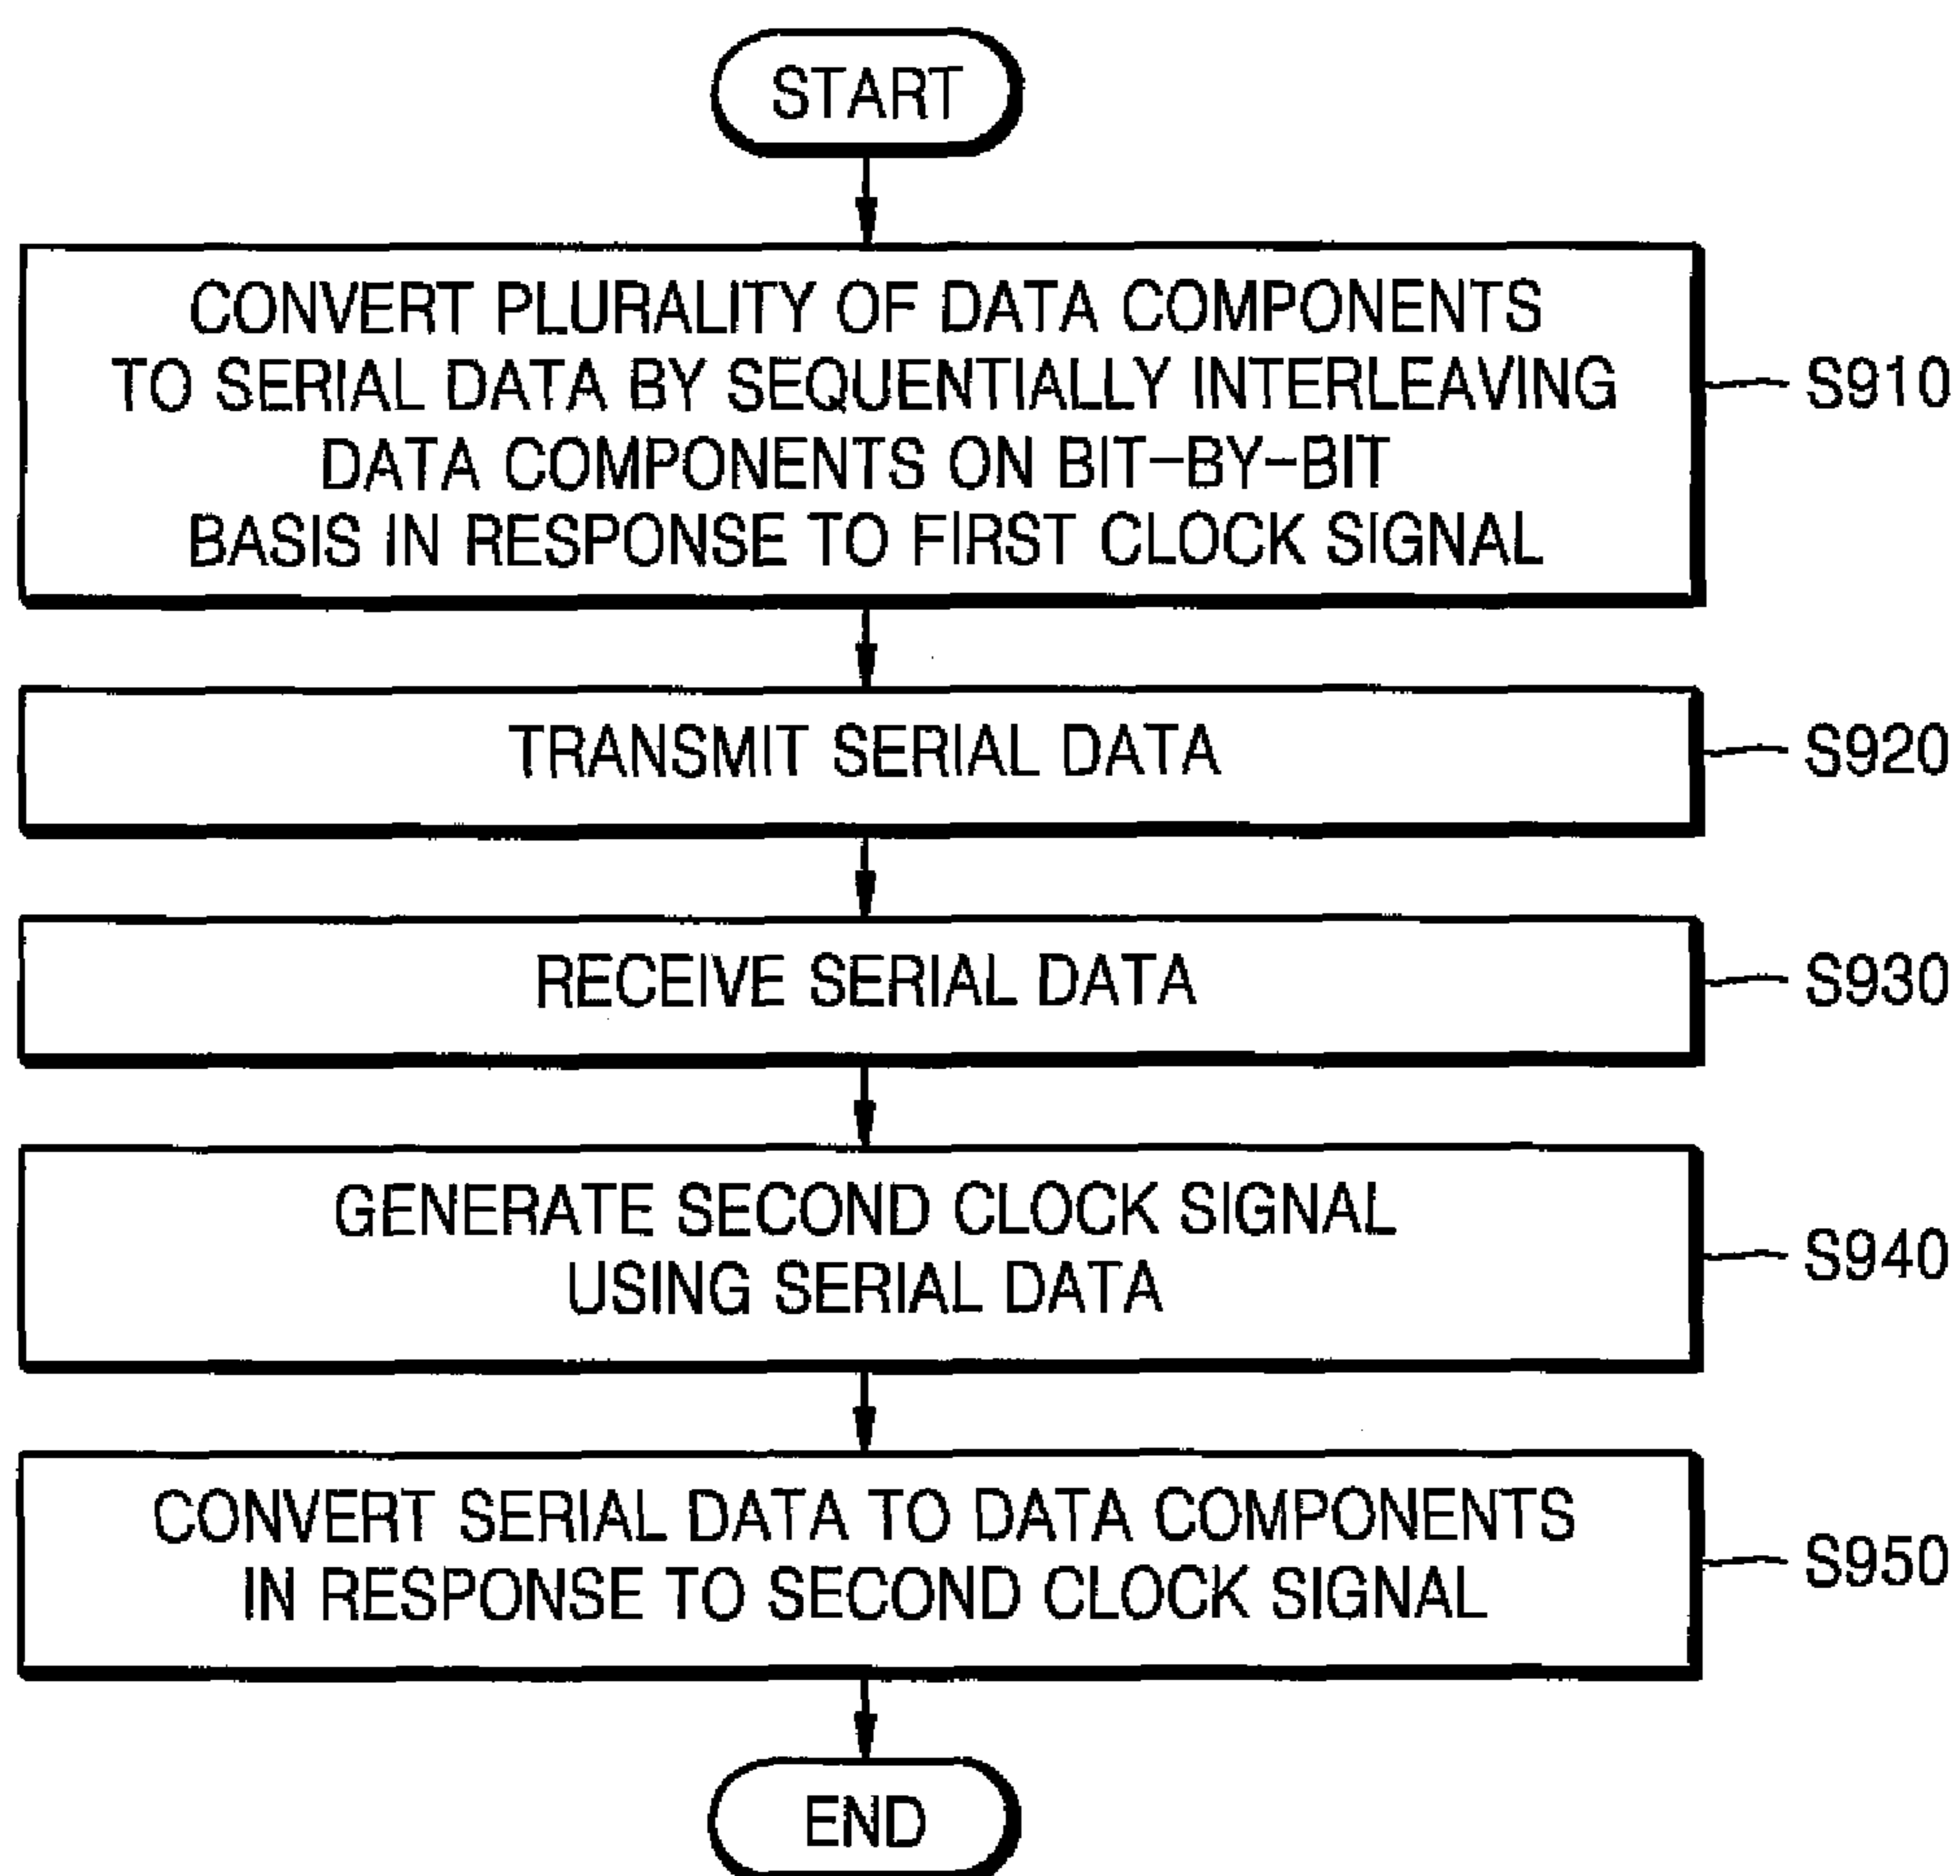 START
CONVERT PLURALITY OF DATA COMPONENTS
TO SERIAL DATA BY SEQUENTIALLY INTERLEAVING
DATA COMPONENTS ON BIT-BY-BIT
BASIS IN RESPONSE TO FIRST CLOCK SIGNAL
S910
TRANSMIT SERIAL DATA
S920
RECEIVE SERIAL DATA
S930
GENERATE SECOND CLOCK SIGNAL
USING SERIAL DATA
S940
CONVERT SERIAL DATA TO DATA COMPONENTS
IN RESPONSE TO SECOND CLOCK SIGNAL
S950
END